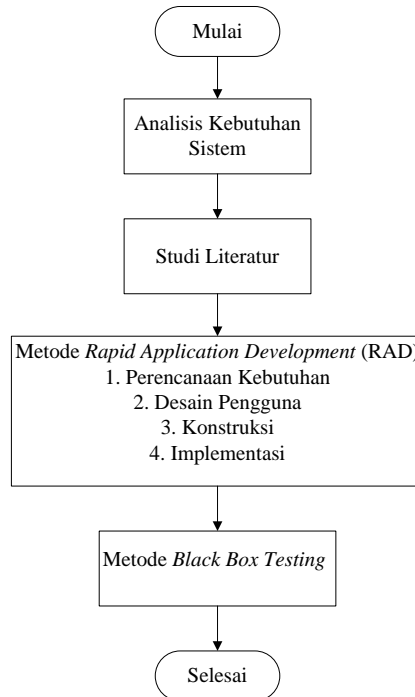 Mulai
Analisis Kebutuhan
Sistem
Studi Literatur
Metode Rapid Application Development (RAD)
1. Perencanaan Kebutuhan
2. Desain Pengguna
3. Konstruksi
4. Implementasi
Metode Black Box Testing
Selesai